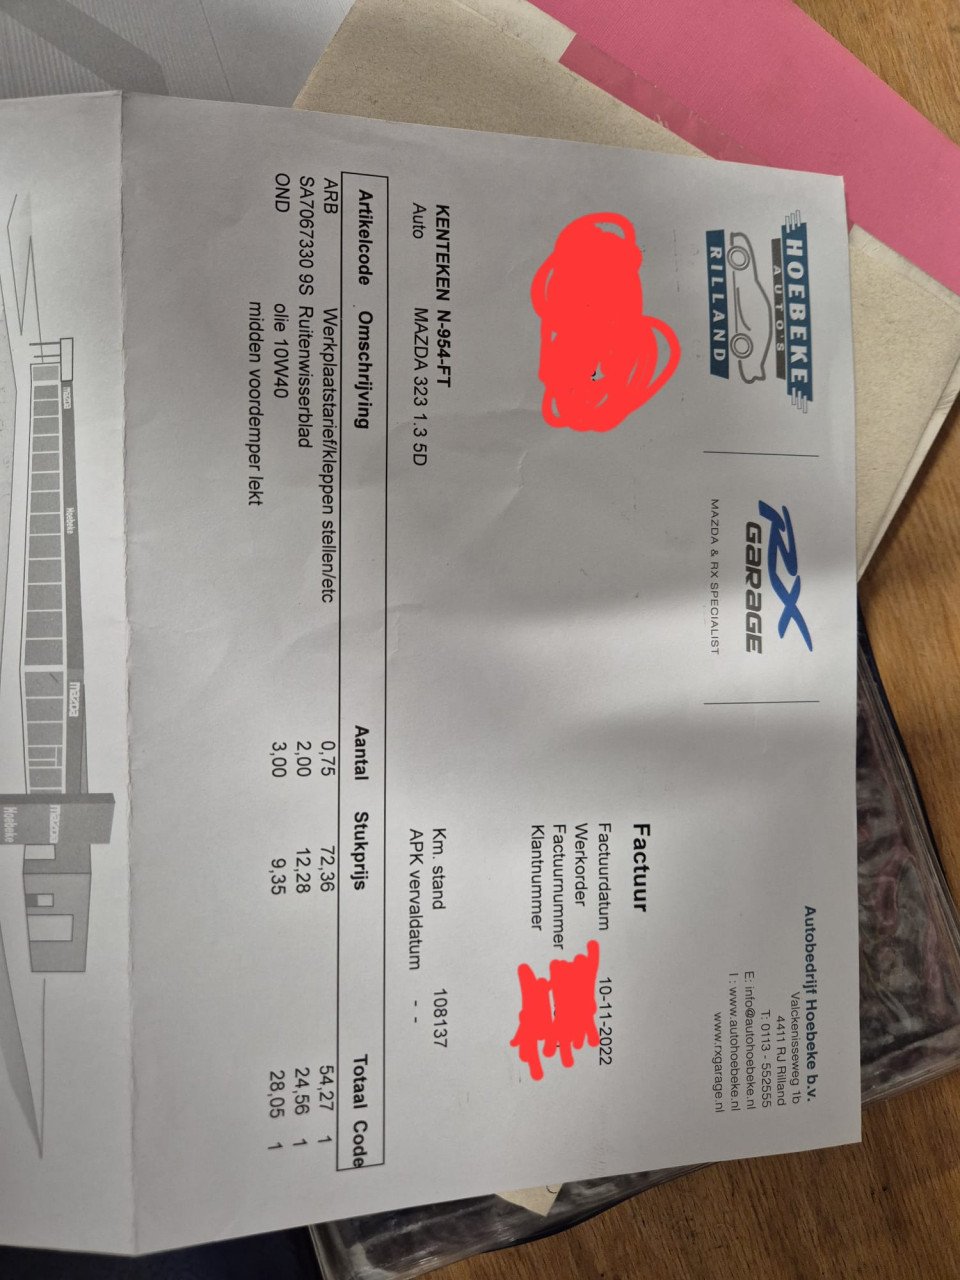 HOEBEKE
AUTO'S
RILLAND
RX
GARAGE
MAZDA & RX SPECIALIST
Autobedrijf Hoebeke b.v.
Valckenisseweg 1b
4411 RJ Rilland
T: 0113 - 552555
E: info@autohoebeke.nl
I : www.autohoebeke.nl
www.rxgarage.nl
Factuur
Factuurdatum 10-11-2022
Werkorder
Factuurnummer
Klantnummer
KENTEKEN N-954-FT Km. stand 108137
Auto MAZDA 323 1.3 5D APK vervaldatum - -
Artikelcode Omschrijving Aantal Stukprijs Totaal Code
ARB Werkplaatstarief/kleppen stellen/etc 0,75 72,36 54,27 1
SA7067330 9S Ruitenwisserblad 2,00 12,28 24,56 1
OND olie 10W40 3,00 9,35 28,05 1
midden voordemper lekt
mazda
Hoebeke
mazda
mazda
Hoebeke